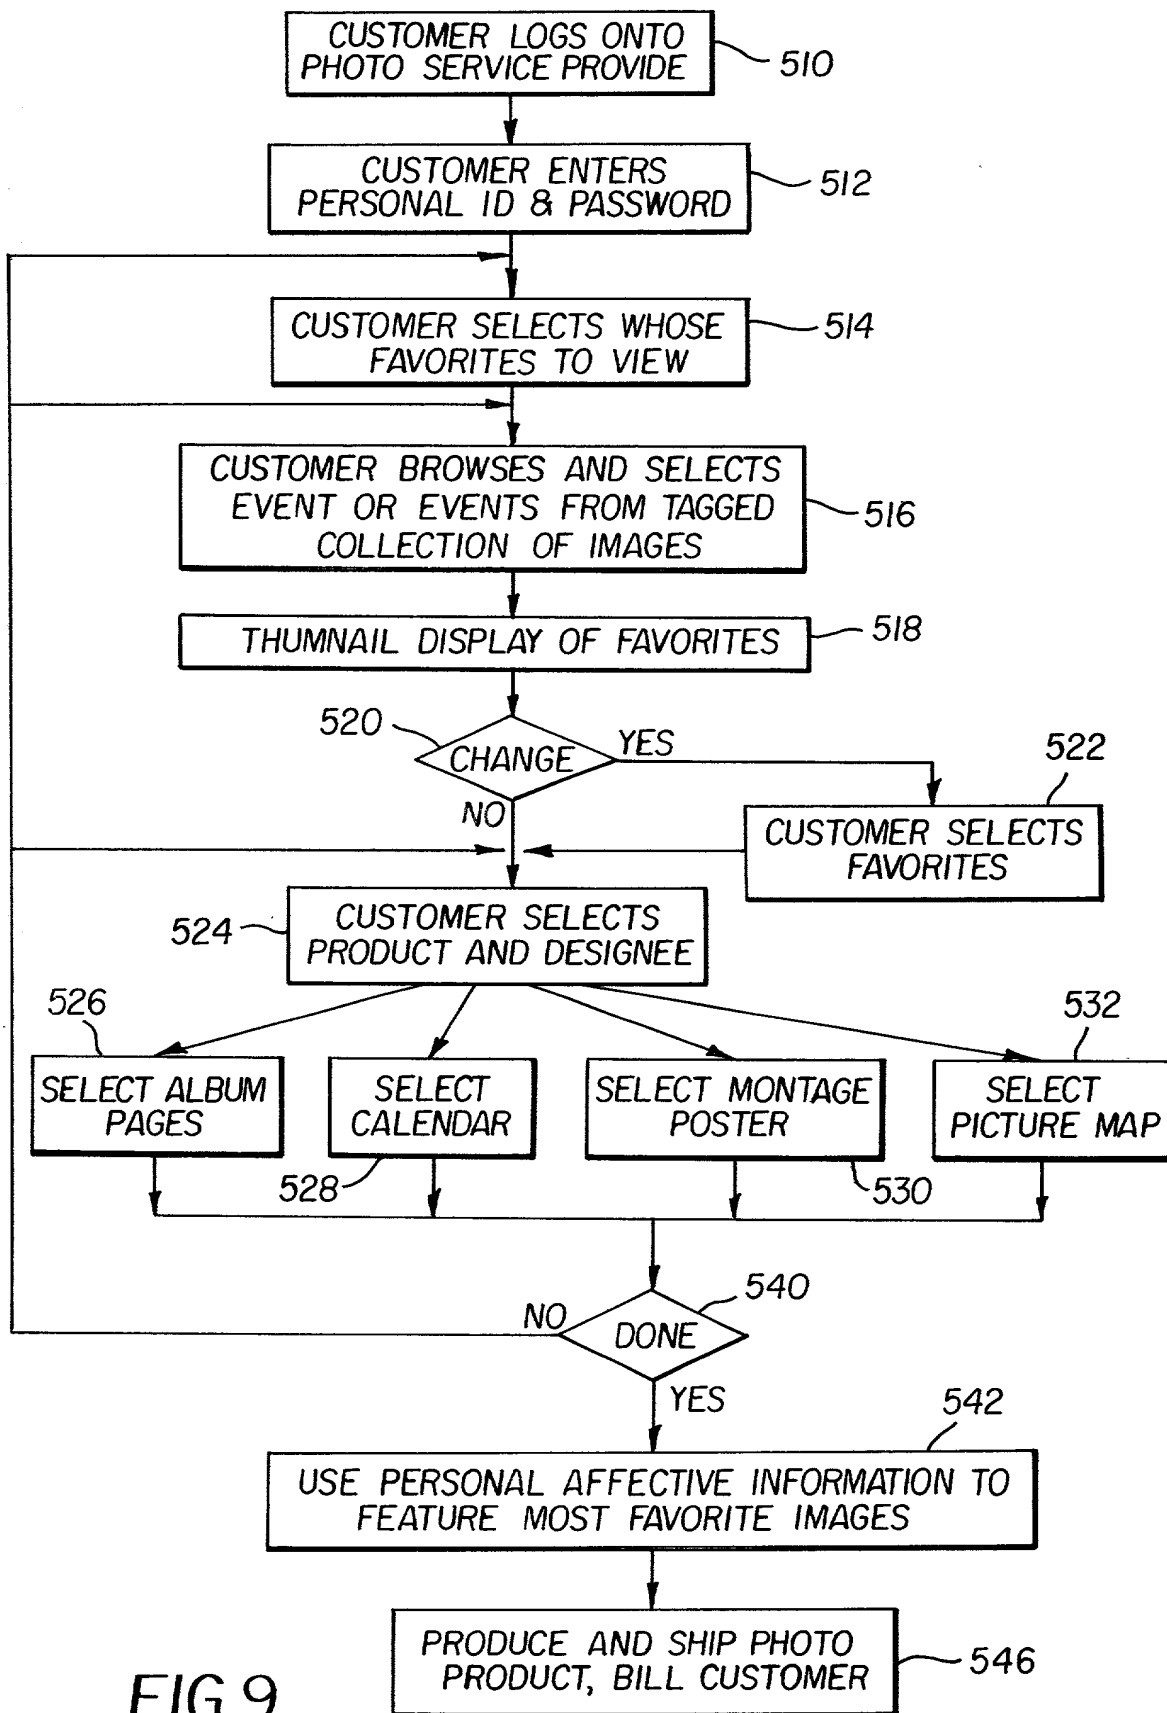 CUSTOMER LOGS ONTO
PHOTO SERVICE PROVIDE
510
CUSTOMER ENTERS
PERSONAL ID & PASSWORD
512
CUSTOMER SELECTS WHOSE
FAVORITES TO VIEW
514
CUSTOMER BROWSES AND SELECTS
EVENT OR EVENTS FROM TAGGED
COLLECTION OF IMAGES
516
THUMNAIL DISPLAY OF FAVORITES
518
520
CHANGE
YES
NO
522
CUSTOMER SELECTS
FAVORITES
524
CUSTOMER SELECTS
PRODUCT AND DESIGNEE
526
SELECT ALBUM
PAGES
SELECT
CALENDAR
528
SELECT MONTAGE
POSTER
530
532
SELECT
PICTURE MAP
540
DONE
NO
YES
542
USE PERSONAL AFFECTIVE INFORMATION TO
FEATURE MOST FAVORITE IMAGES
PRODUCE AND SHIP PHOTO
PRODUCT, BILL CUSTOMER
546
FIG.9